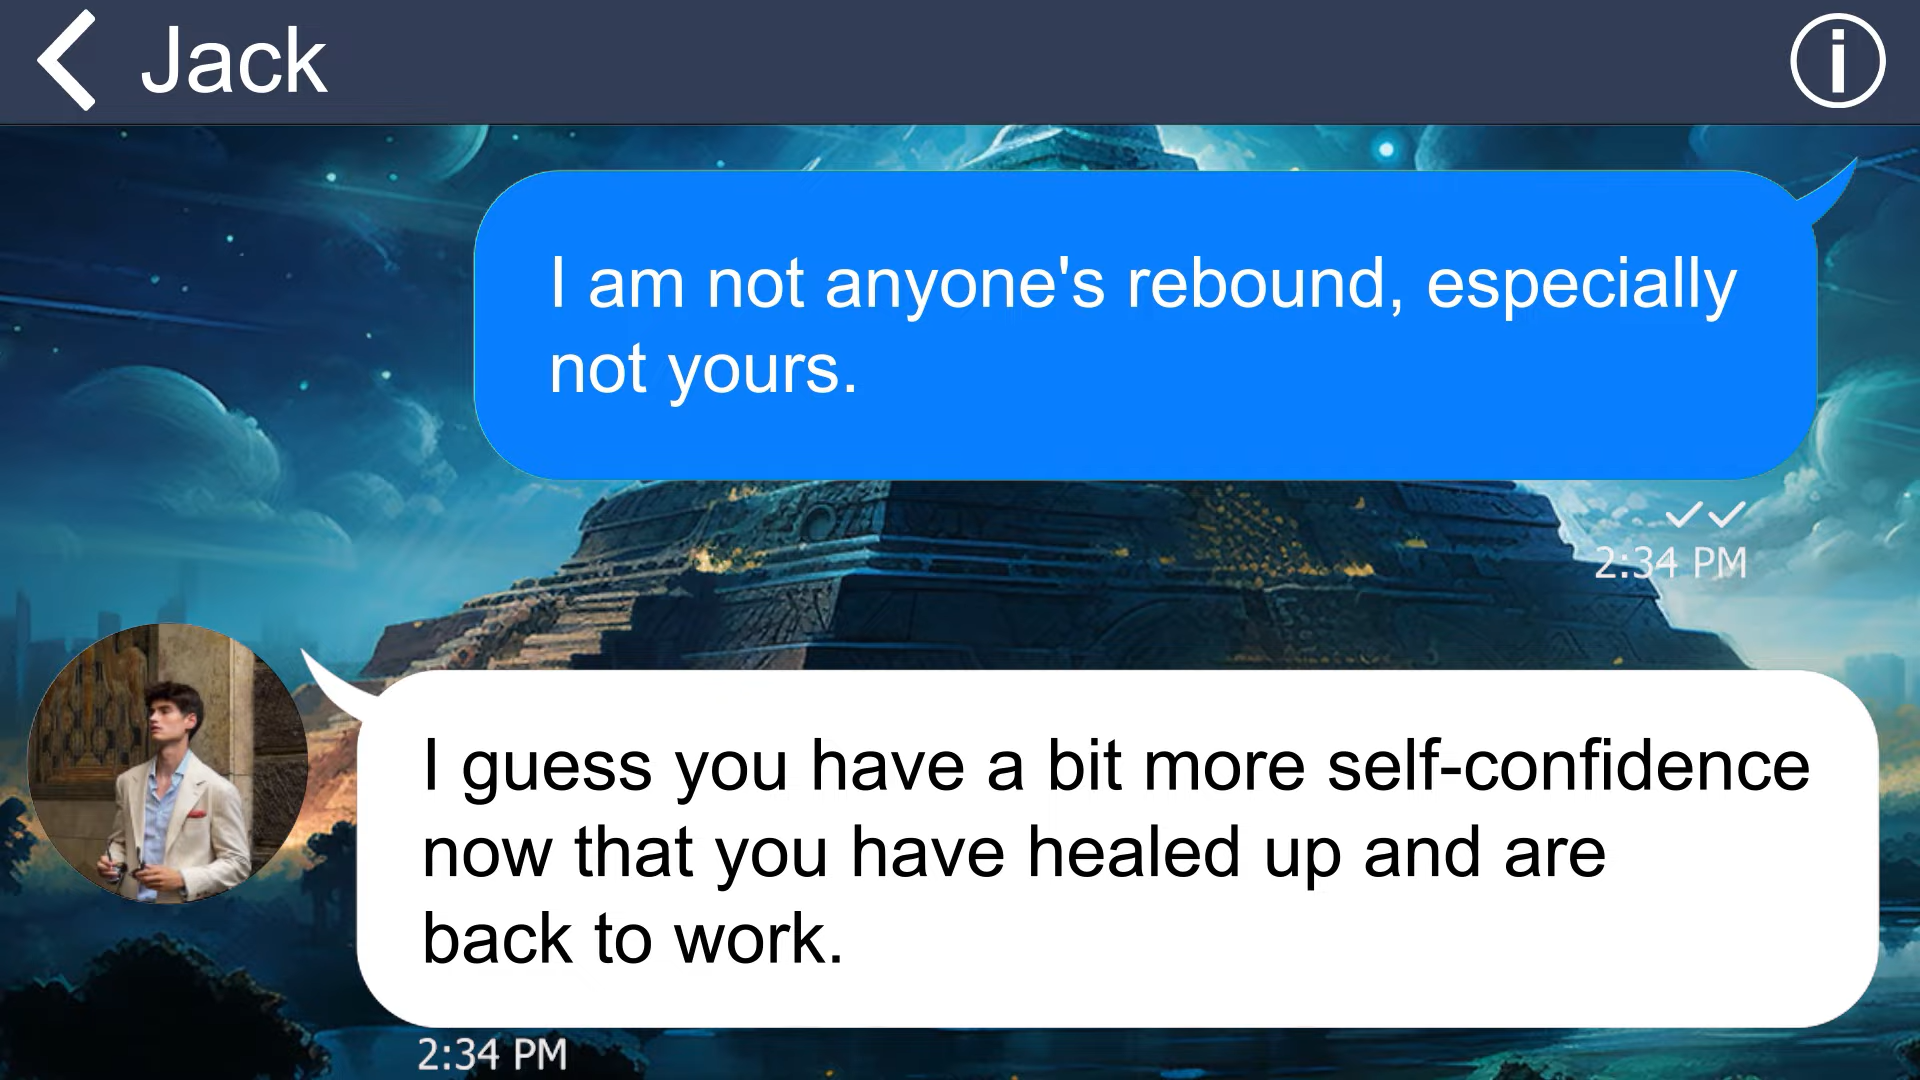 Jack
I am not anyone's rebound, especially
not yours.
2:34 PM
I guess you have a bit more self-confidence
now that you have healed up and are
back to work.
2:34 PM